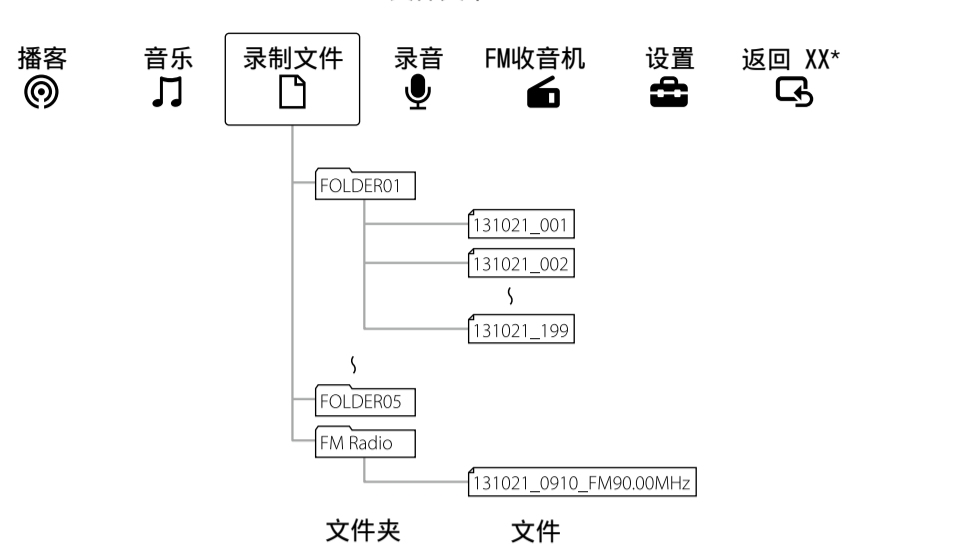 播客 音乐 录制文件 录音 FM收音机 设置 返回 XX*
FOLDER01
131021_001
131021_002
131021_199
FOLDER05
FM Radio
131021_0910_FM90.00MHz
文件夹 文件